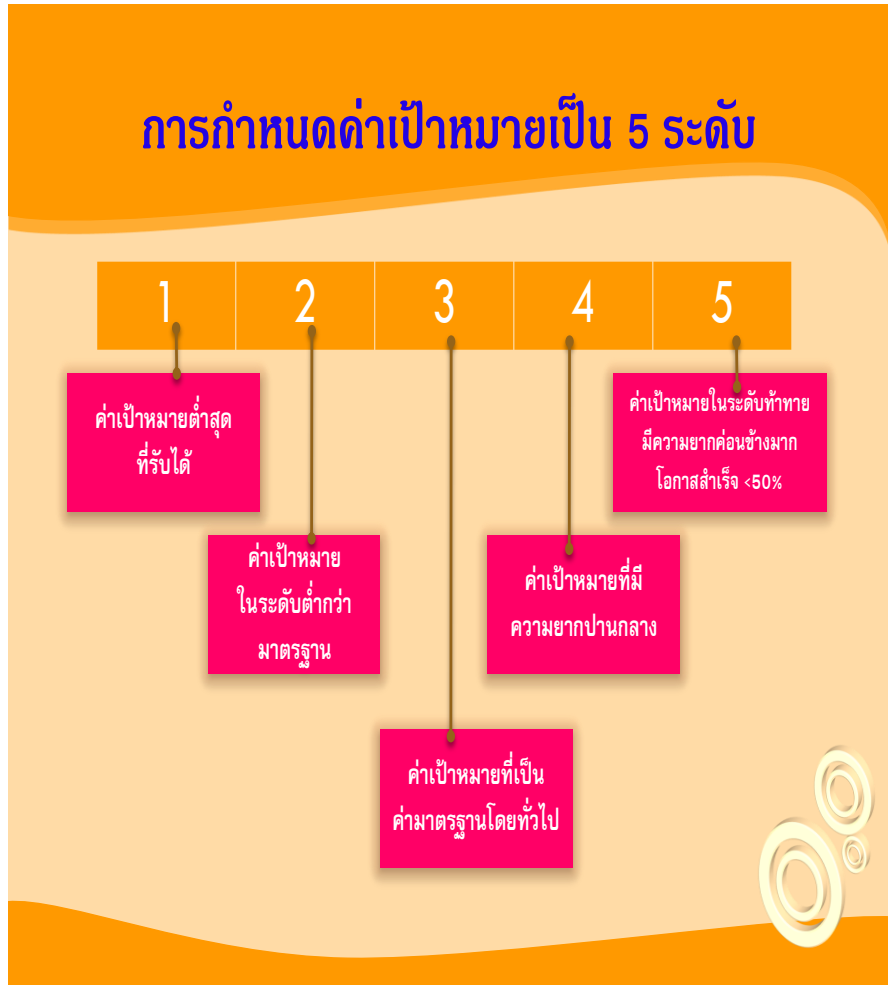 การกำหนดค่าเป้าหมายเป็น 5 ระดับ
1 2 3 4 5
ค่าเป้าหมายต่ำสุด
ที่รับได้
ค่าเป้าหมาย
ในระดับต่ำกว่า
มาตรฐาน
ค่าเป้าหมายที่เป็น
ค่ามาตรฐานโดยทั่วไป
ค่าเป้าหมายที่มี
ความยากปานกลาง
ค่าเป้าหมายในระดับท้าทาย
มีความยากค่อนข้างมาก
โอกาสสำเร็จ <50%